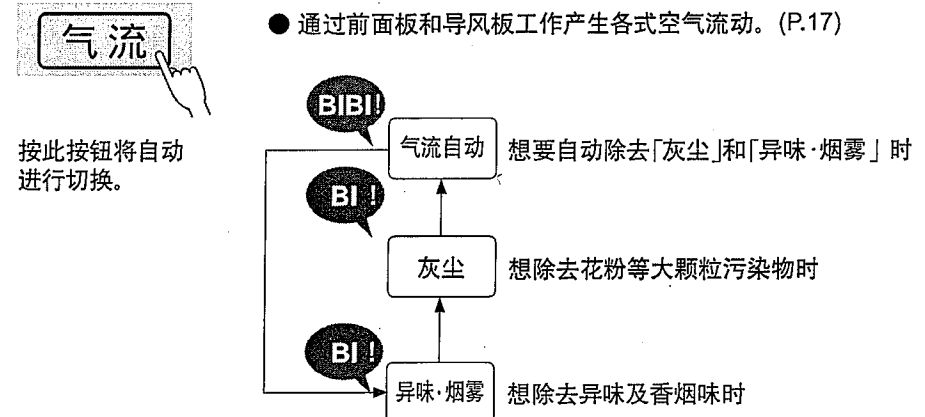 气流
● 通过前面板和导风板工作产生各式空气流动。(P.17)
按此按钮将自动
进行切换。
BIBI!
气流自动 想要自动除去「灰尘」和「异味·烟雾」时
BI!
灰尘 想除去花粉等大颗粒污染物时
BI!
异味·烟雾 想除去异味及香烟味时